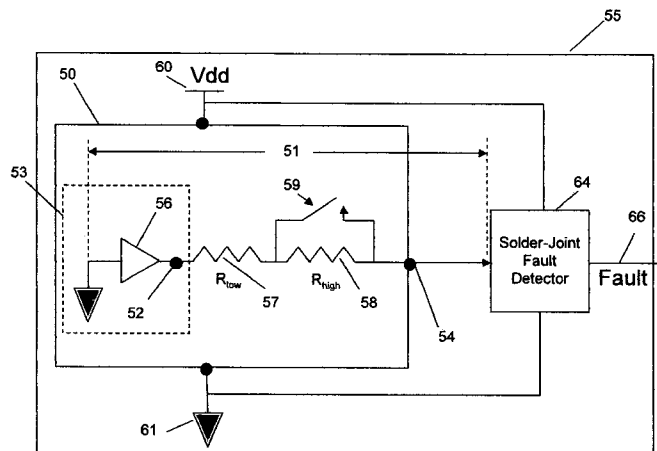 55
60
50
Vdd
51
53
59
64
56
Solder-Joint
Fault
Detector
66
Fault
R_tow
57
R_high
58
52
54
61